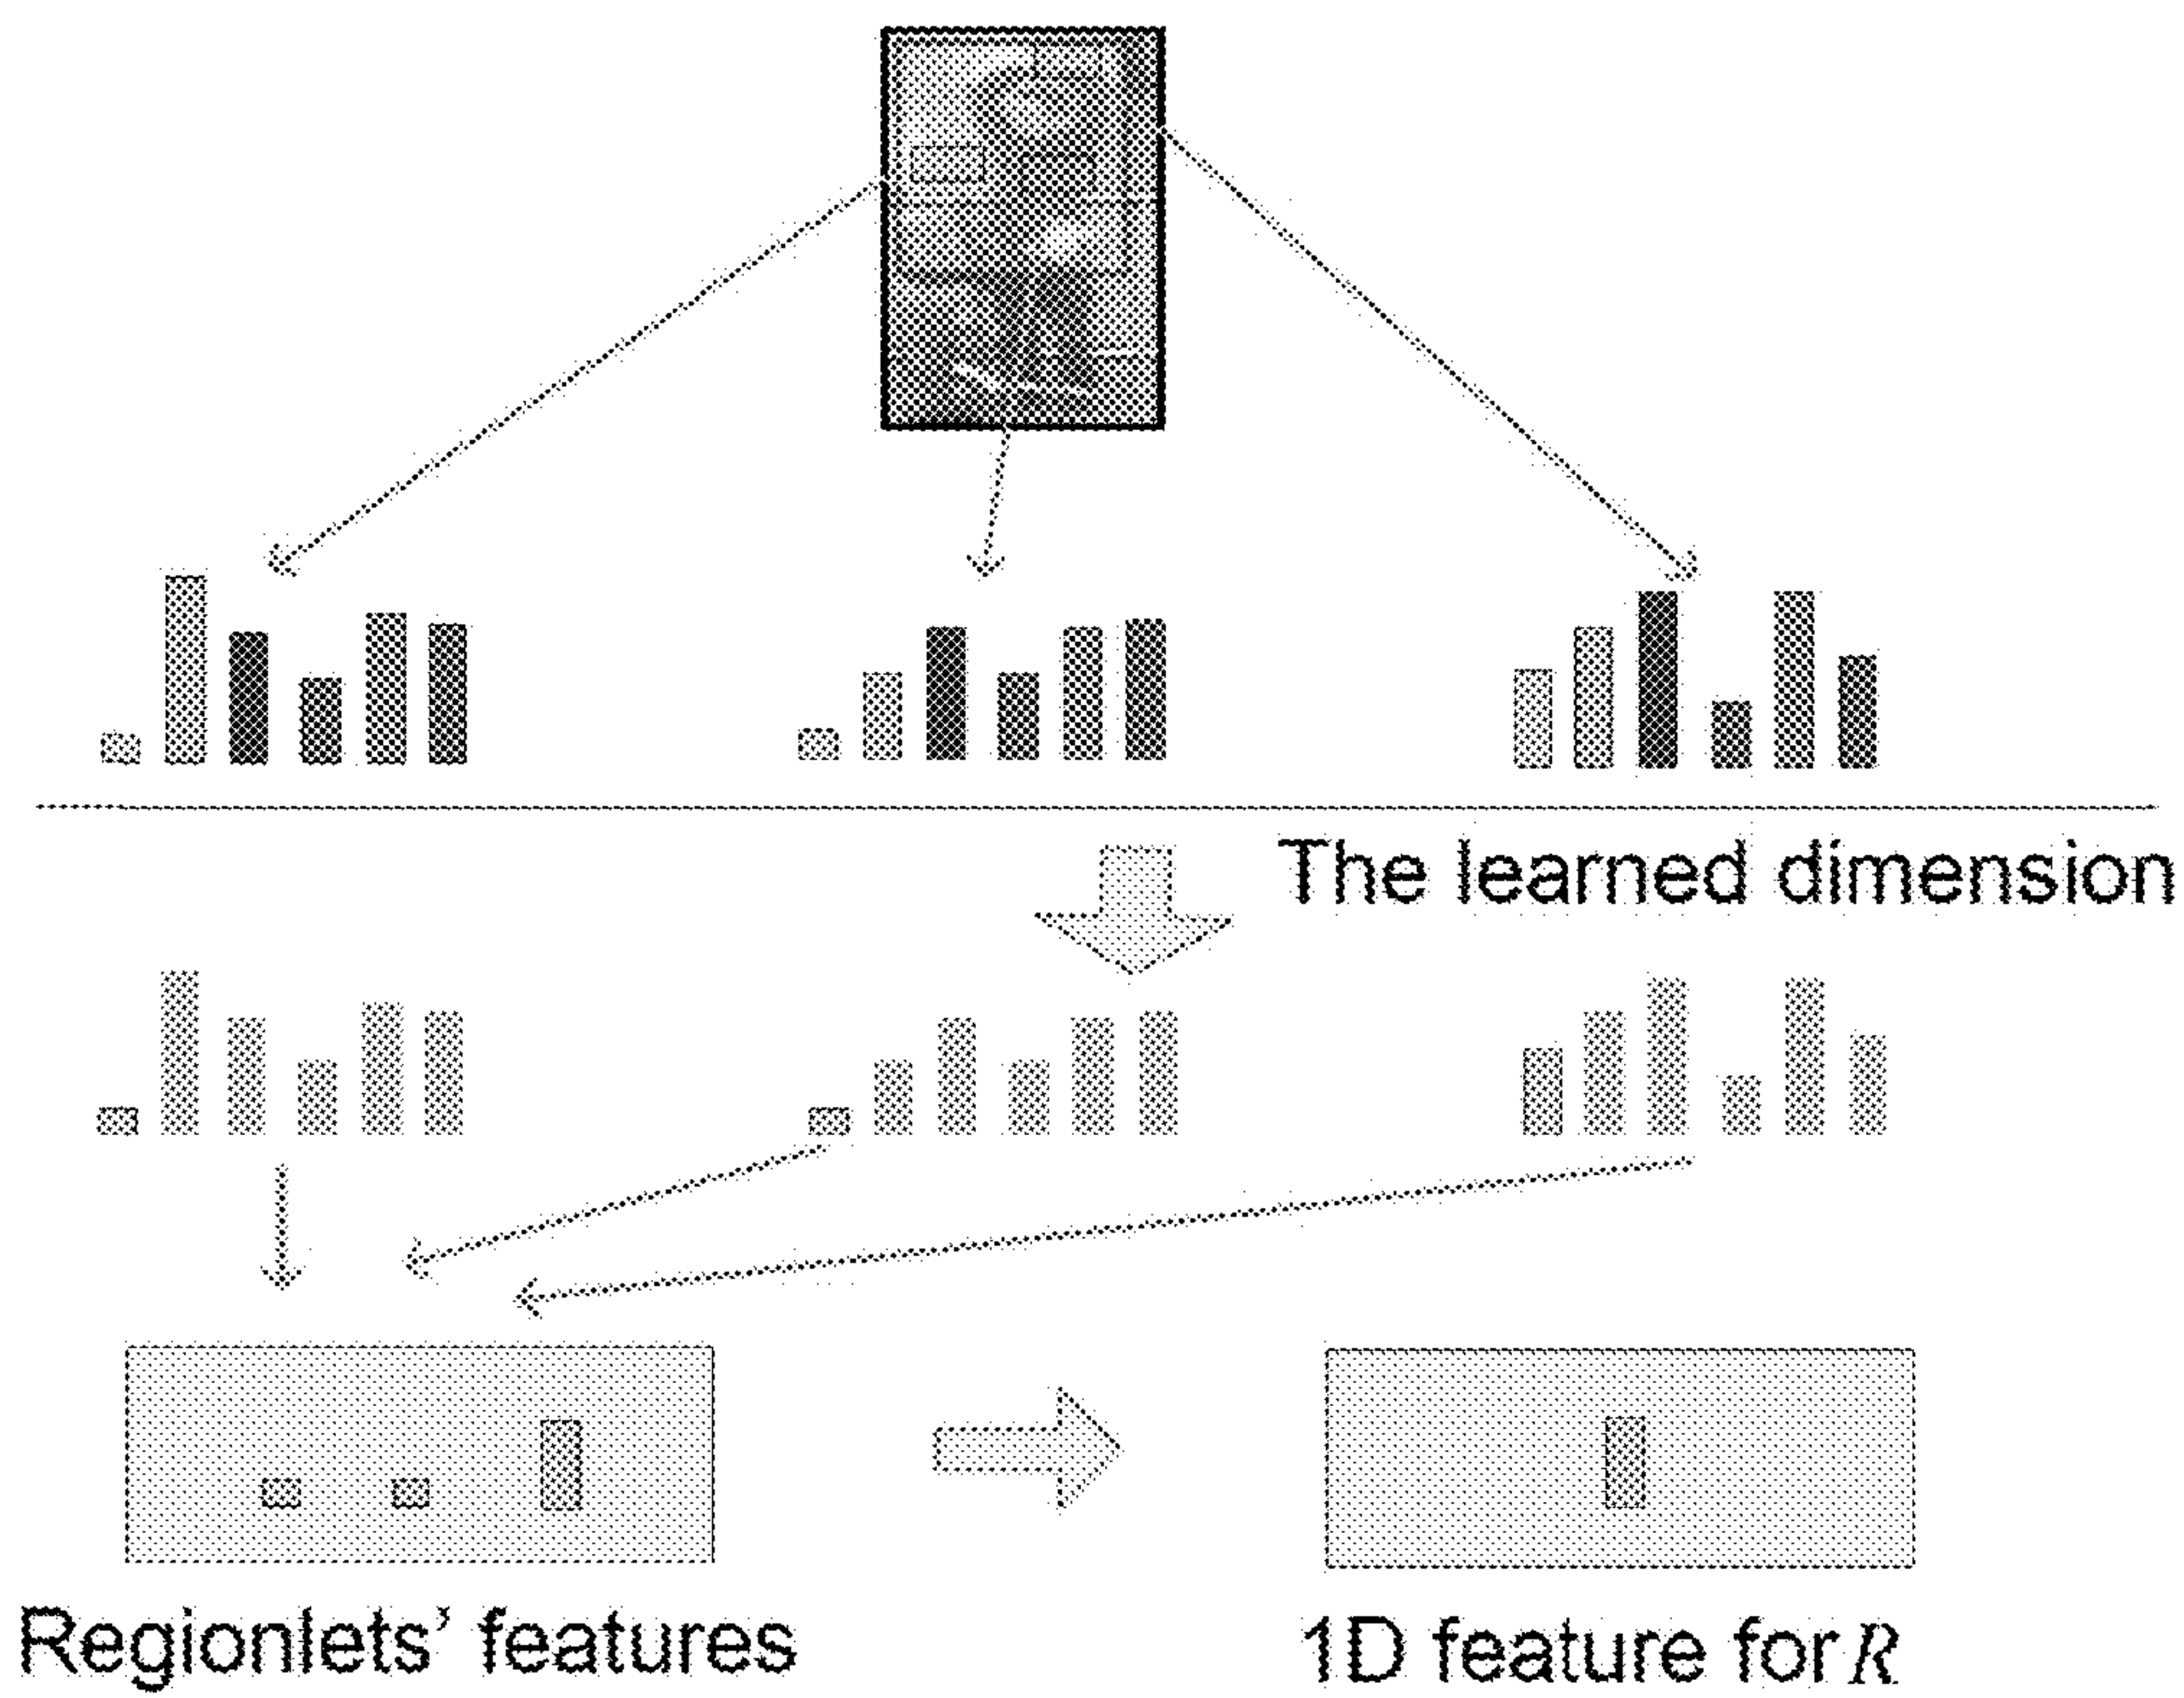 The learned dimension
Regionlets' features
1D feature for R